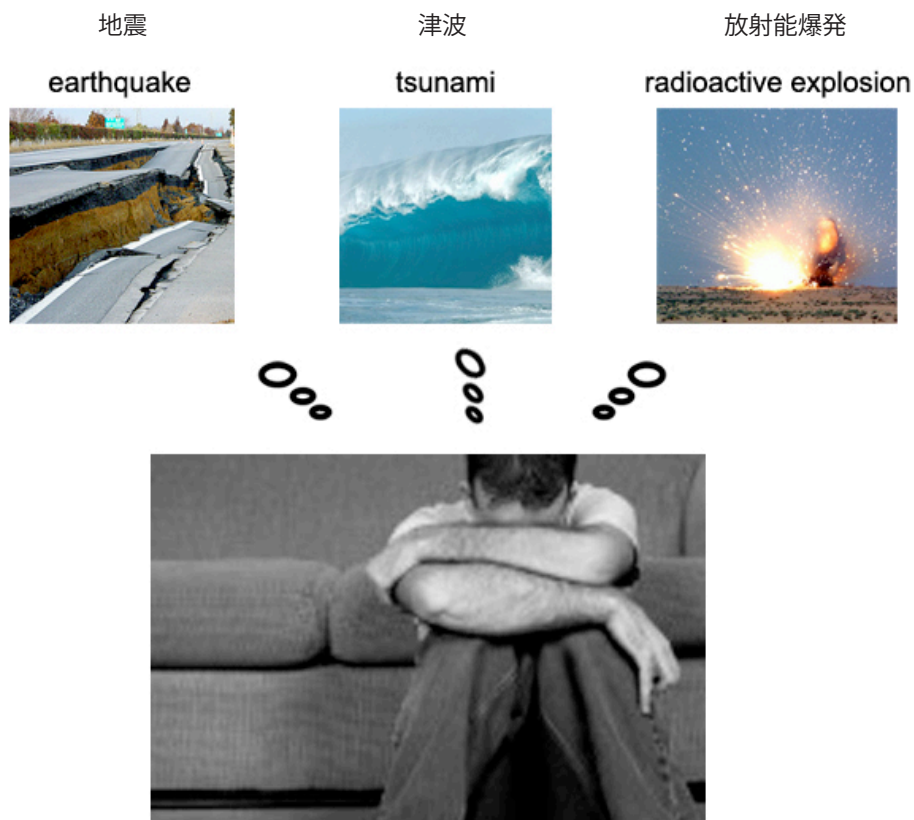 地震
津波
放射能爆発
earthquake
tsunami
radioactive explosion